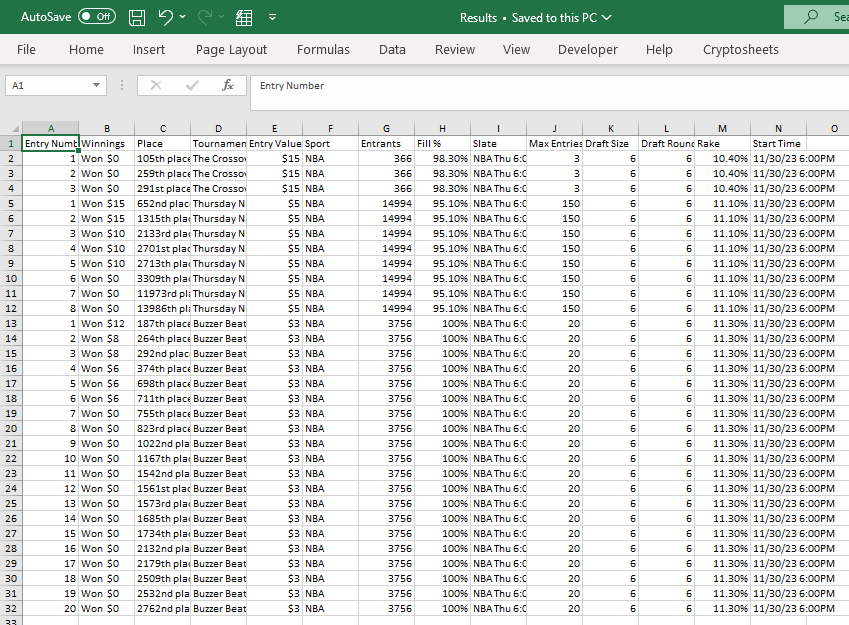 AutoSave Off Results • Saved to this PC Sea
File Home Insert Page Layout Formulas Data Review View Developer Help Cryptosheets
A1 fx Entry Number
A B C D E F G H I J K L M N O
1 Entry Numb Winnings Place Tournamen Entry Value Sport Entrants Fill % Slate Max Entries Draft Size Draft Round Rake Start Time
2 1 Won $0 105th place The Crossov $15 NBA 366 98.30% NBA Thu 6:0 3 6 6 10.40% 11/30/23 6:00PM
3 2 Won $0 259th place The Crossov $15 NBA 366 98.30% NBA Thu 6:0 3 6 6 10.40% 11/30/23 6:00PM
4 3 Won $0 291st place The Crossov $15 NBA 366 98.30% NBA Thu 6:0 3 6 6 10.40% 11/30/23 6:00PM
5 1 Won $15 652nd plac Thursday N $5 NBA 14994 95.10% NBA Thu 6:0 150 6 6 11.10% 11/30/23 6:00PM
6 2 Won $15 1315th plac Thursday N $5 NBA 14994 95.10% NBA Thu 6:0 150 6 6 11.10% 11/30/23 6:00PM
7 3 Won $10 2133rd plac Thursday N $5 NBA 14994 95.10% NBA Thu 6:0 150 6 6 11.10% 11/30/23 6:00PM
8 4 Won $10 2701st plac Thursday N $5 NBA 14994 95.10% NBA Thu 6:0 150 6 6 11.10% 11/30/23 6:00PM
9 5 Won $10 2713th plac Thursday N $5 NBA 14994 95.10% NBA Thu 6:0 150 6 6 11.10% 11/30/23 6:00PM
10 6 Won $0 3309th plac Thursday N $5 NBA 14994 95.10% NBA Thu 6:0 150 6 6 11.10% 11/30/23 6:00PM
11 7 Won $0 11973rd pla Thursday N $5 NBA 14994 95.10% NBA Thu 6:0 150 6 6 11.10% 11/30/23 6:00PM
12 8 Won $0 13986th pla Thursday N $5 NBA 14994 95.10% NBA Thu 6:0 150 6 6 11.10% 11/30/23 6:00PM
13 1 Won $12 187th place Buzzer Beat $3 NBA 3756 100% NBA Thu 6:0 20 6 6 11.30% 11/30/23 6:00PM
14 2 Won $8 264th place Buzzer Beat $3 NBA 3756 100% NBA Thu 6:0 20 6 6 11.30% 11/30/23 6:00PM
15 3 Won $8 292nd plac Buzzer Beat $3 NBA 3756 100% NBA Thu 6:0 20 6 6 11.30% 11/30/23 6:00PM
16 4 Won $6 374th place Buzzer Beat $3 NBA 3756 100% NBA Thu 6:0 20 6 6 11.30% 11/30/23 6:00PM
17 5 Won $6 698th place Buzzer Beat $3 NBA 3756 100% NBA Thu 6:0 20 6 6 11.30% 11/30/23 6:00PM
18 6 Won $6 711th place Buzzer Beat $3 NBA 3756 100% NBA Thu 6:0 20 6 6 11.30% 11/30/23 6:00PM
19 7 Won $0 755th place Buzzer Beat $3 NBA 3756 100% NBA Thu 6:0 20 6 6 11.30% 11/30/23 6:00PM
20 8 Won $0 823rd place Buzzer Beat $3 NBA 3756 100% NBA Thu 6:0 20 6 6 11.30% 11/30/23 6:00PM
21 9 Won $0 1022nd pla Buzzer Beat $3 NBA 3756 100% NBA Thu 6:0 20 6 6 11.30% 11/30/23 6:00PM
22 10 Won $0 1167th plac Buzzer Beat $3 NBA 3756 100% NBA Thu 6:0 20 6 6 11.30% 11/30/23 6:00PM
23 11 Won $0 1542nd pla Buzzer Beat $3 NBA 3756 100% NBA Thu 6:0 20 6 6 11.30% 11/30/23 6:00PM
24 12 Won $0 1561st plac Buzzer Beat $3 NBA 3756 100% NBA Thu 6:0 20 6 6 11.30% 11/30/23 6:00PM
25 13 Won $0 1573rd plac Buzzer Beat $3 NBA 3756 100% NBA Thu 6:0 20 6 6 11.30% 11/30/23 6:00PM
26 14 Won $0 1685th plac Buzzer Beat $3 NBA 3756 100% NBA Thu 6:0 20 6 6 11.30% 11/30/23 6:00PM
27 15 Won $0 1734th plac Buzzer Beat $3 NBA 3756 100% NBA Thu 6:0 20 6 6 11.30% 11/30/23 6:00PM
28 16 Won $0 2132nd pla Buzzer Beat $3 NBA 3756 100% NBA Thu 6:0 20 6 6 11.30% 11/30/23 6:00PM
29 17 Won $0 2179th plac Buzzer Beat $3 NBA 3756 100% NBA Thu 6:0 20 6 6 11.30% 11/30/23 6:00PM
30 18 Won $0 2509th plac Buzzer Beat $3 NBA 3756 100% NBA Thu 6:0 20 6 6 11.30% 11/30/23 6:00PM
31 19 Won $0 2532nd pla Buzzer Beat $3 NBA 3756 100% NBA Thu 6:0 20 6 6 11.30% 11/30/23 6:00PM
32 20 Won $0 2762nd pla Buzzer Beat $3 NBA 3756 100% NBA Thu 6:0 20 6 6 11.30% 11/30/23 6:00PM
33